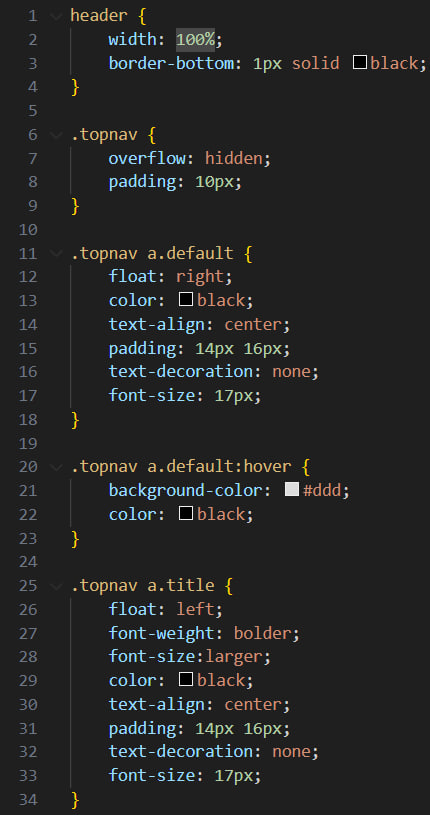 1 header {
2     width: 100%;
3     border-bottom: 1px solid black;
4 }
5
6 .topnav {
7     overflow: hidden;
8     padding: 10px;
9 }
10
11 .topnav a.default {
12     float: right;
13     color: black;
14     text-align: center;
15     padding: 14px 16px;
16     text-decoration: none;
17     font-size: 17px;
18 }
19
20 .topnav a.default:hover {
21     background-color: #ddd;
22     color: black;
23 }
24
25 .topnav a.title {
26     float: left;
27     font-weight: bolder;
28     font-size:larger;
29     color: black;
30     text-align: center;
31     padding: 14px 16px;
32     text-decoration: none;
33     font-size: 17px;
34 }